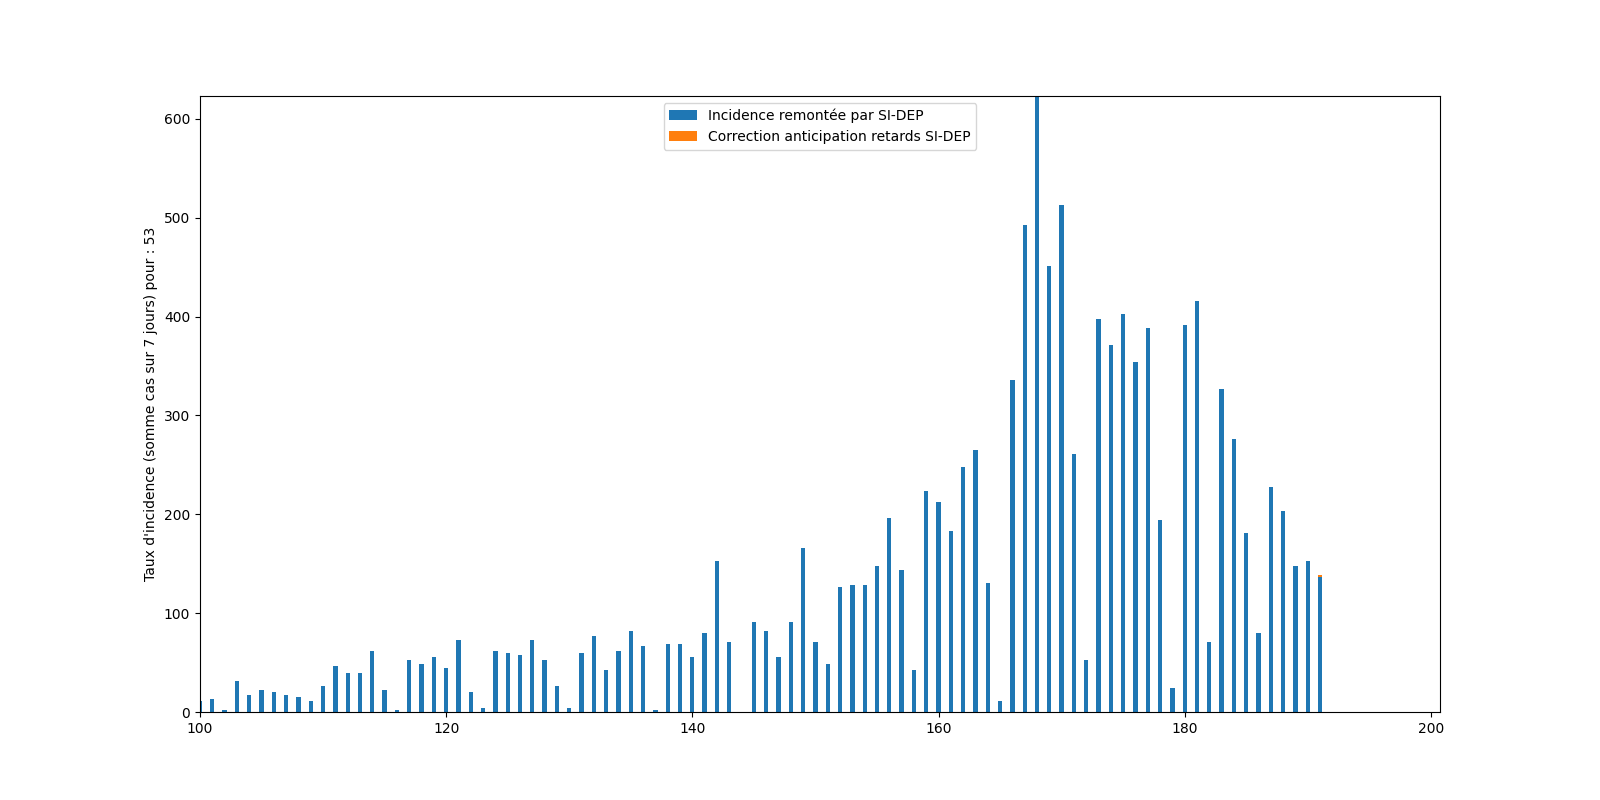 Incidence remontée par SI-DEP
Correction anticipation retards SI-DEP
Taux d'incidence (somme cas sur 7 jours) pour : 53
600
500
400
300
200
100
0
100 120 140 160 180 200